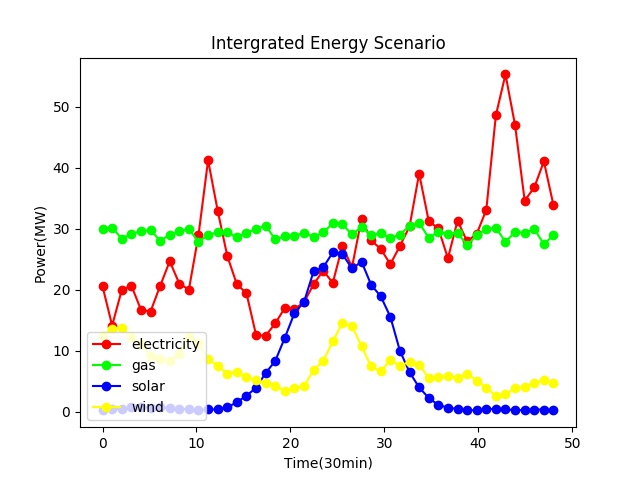 Intergrated Energy Scenario
Power(MW)
50
40
30
20
10
0
electricity
gas
solar
wind
0 10 20 30 40 50
Time(30min)